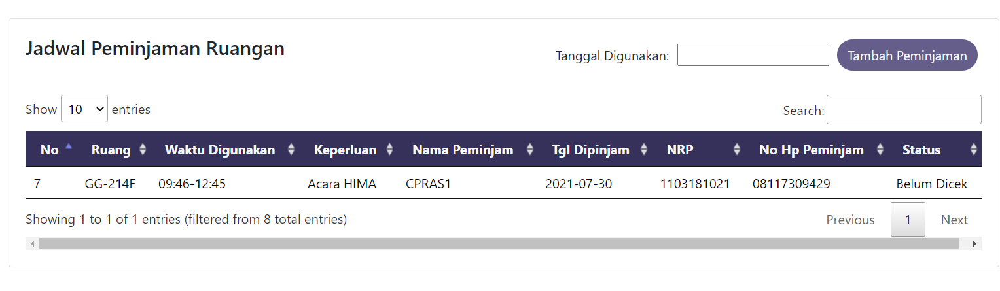 Jadwal Peminjaman Ruangan
Tanggal Digunakan:
Tambah Peminjaman
Show 10 entries
Search:
No Ruang Waktu Digunakan Keperluan Nama Peminjam Tgl Dipinjam NRP No Hp Peminjam Status
7 GG-214F 09:46-12:45 Acara HIMA CPRAS1 2021-07-30 1103181021 08117309429 Belum Dicek
Showing 1 to 1 of 1 entries (filtered from 8 total entries)
Previous 1 Next